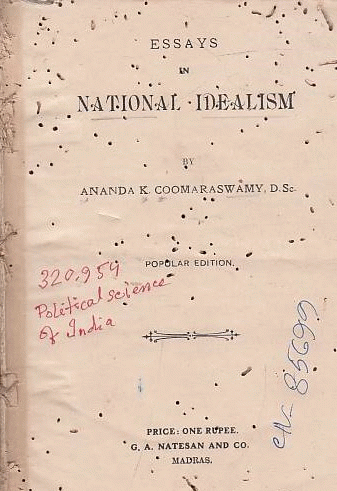 ESSAYS
IN
NATIONAL IDEALISM
BY
ANANDA K. COOMARASWAMY, D.Sc.
POPULAR EDITION.
320.954
Political science
of India
PRICE: ONE RUPEE.
G. A. NATESAN AND CO.
MADRAS.
85699